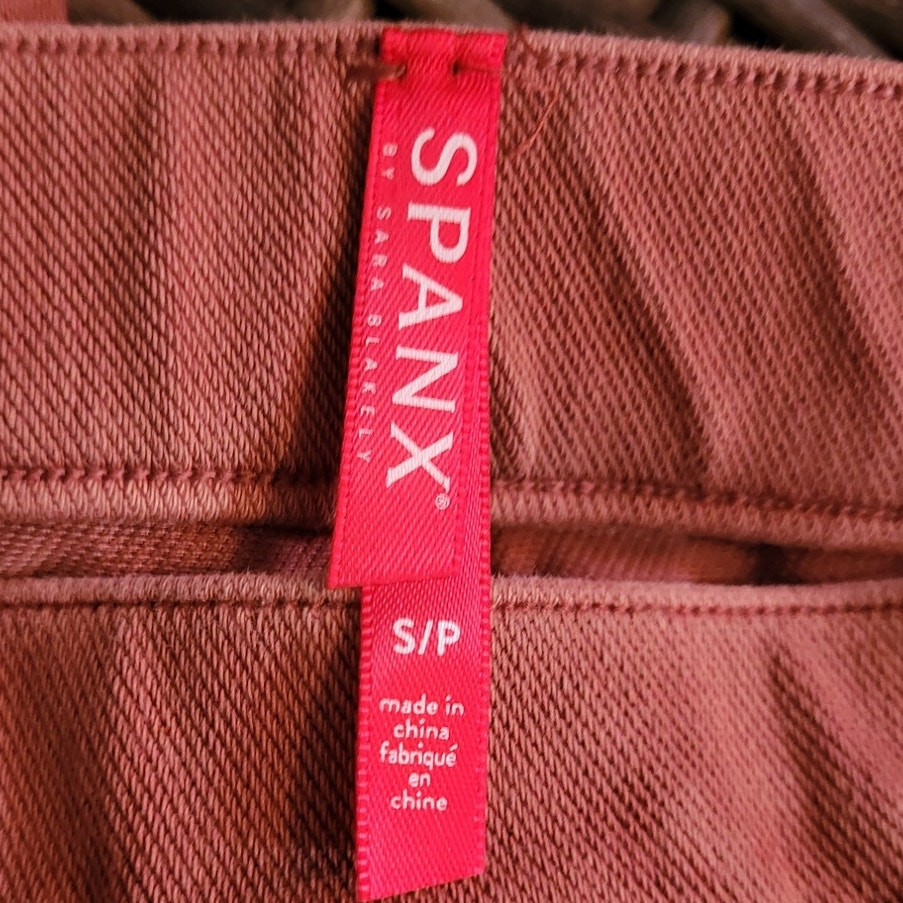 SPANX®
BY SARA BLAKELY
S/P
made in
china
fabriqué
en
chine